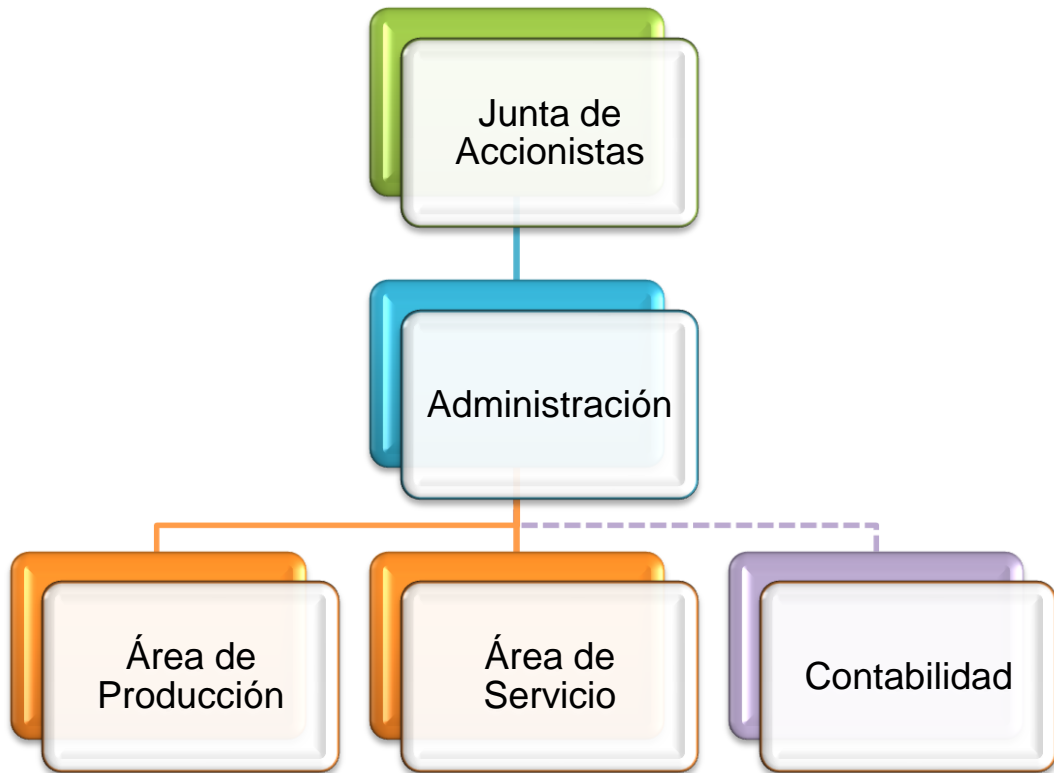 Junta de
Accionistas
Administración
Área de
Producción
Área de
Servicio
Contabilidad